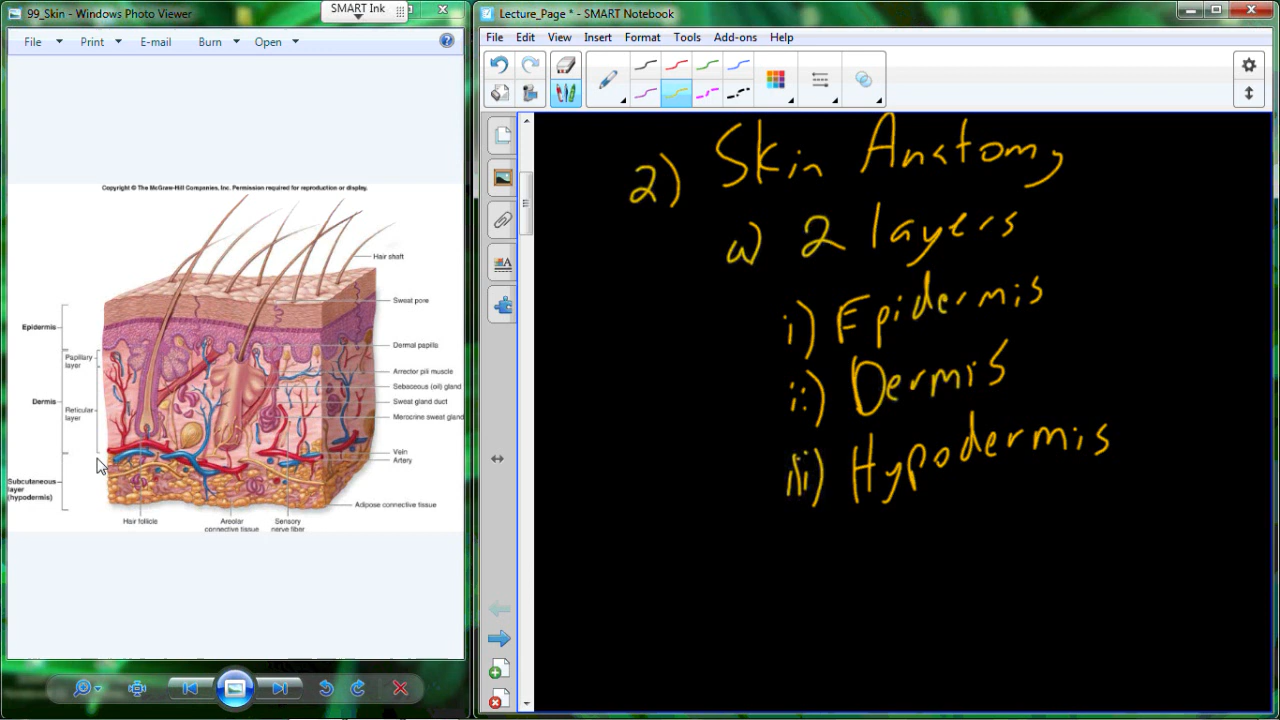 99_Skin - Windows Photo Viewer
SMART Ink
File Print E-mail Burn Open
Copyright © The McGraw-Hill Companies, Inc. Permission required for reproduction or display.
Hair shaft
Sweat pore
Epidermis
Dermal papilla
Papillary
layer
Arrector pili muscle
Sebaceous (oil) gland
Dermis
Sweat gland duct
Reticular
layer
Merocrine sweat gland
Vein
Artery
Subcutaneous
layer
(hypodermis)
Adipose connective tissue
Hair follicle
Areolar
connective tissue
Sensory
nerve fiber
Lecture_Page * - SMART Notebook
File Edit View Insert Format Tools Add-ons Help
2) Skin Anatomy
a) 2 layers
i) Epidermis
ii) Dermis
iii) Hypodermis